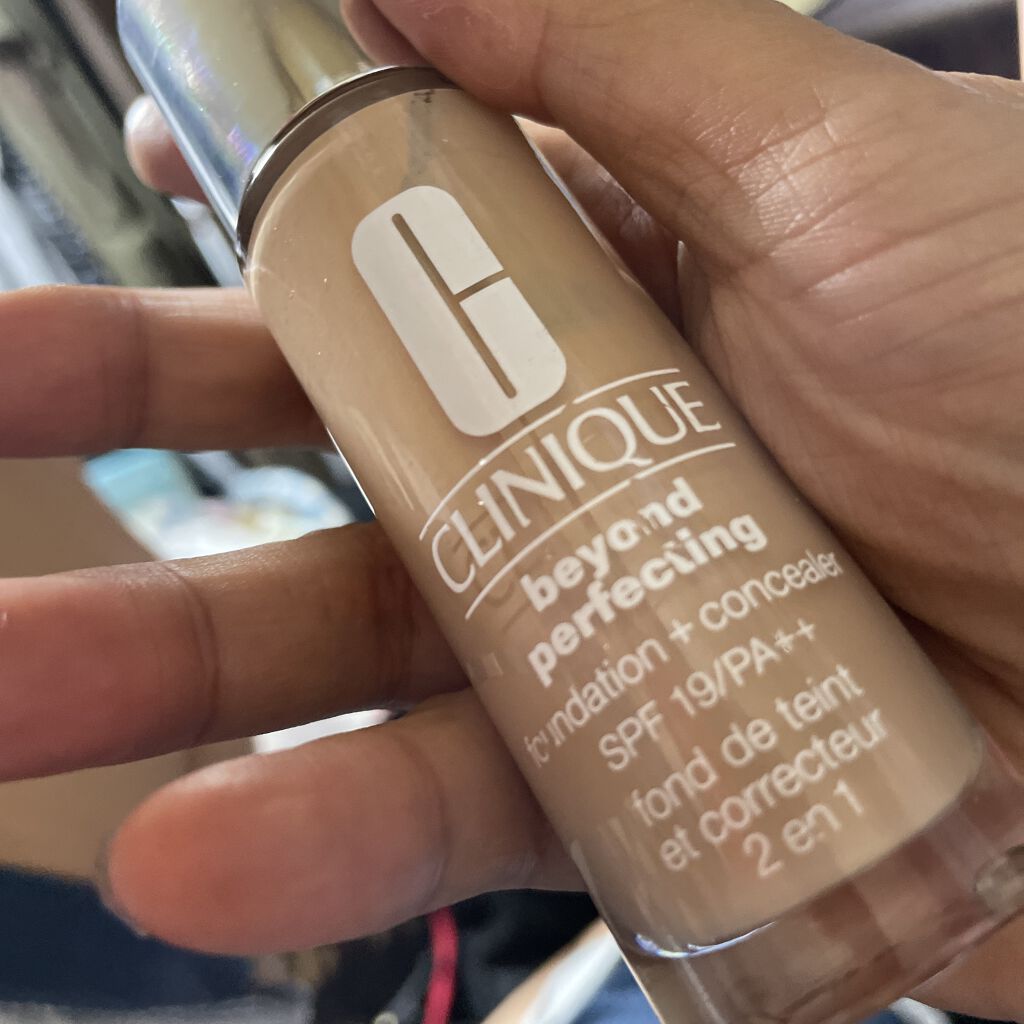 C
CLINIQUE
beyond
perfecting
foundation + concealer
SPF 19/PA++
fond de teint
et correcteur
2 en 1